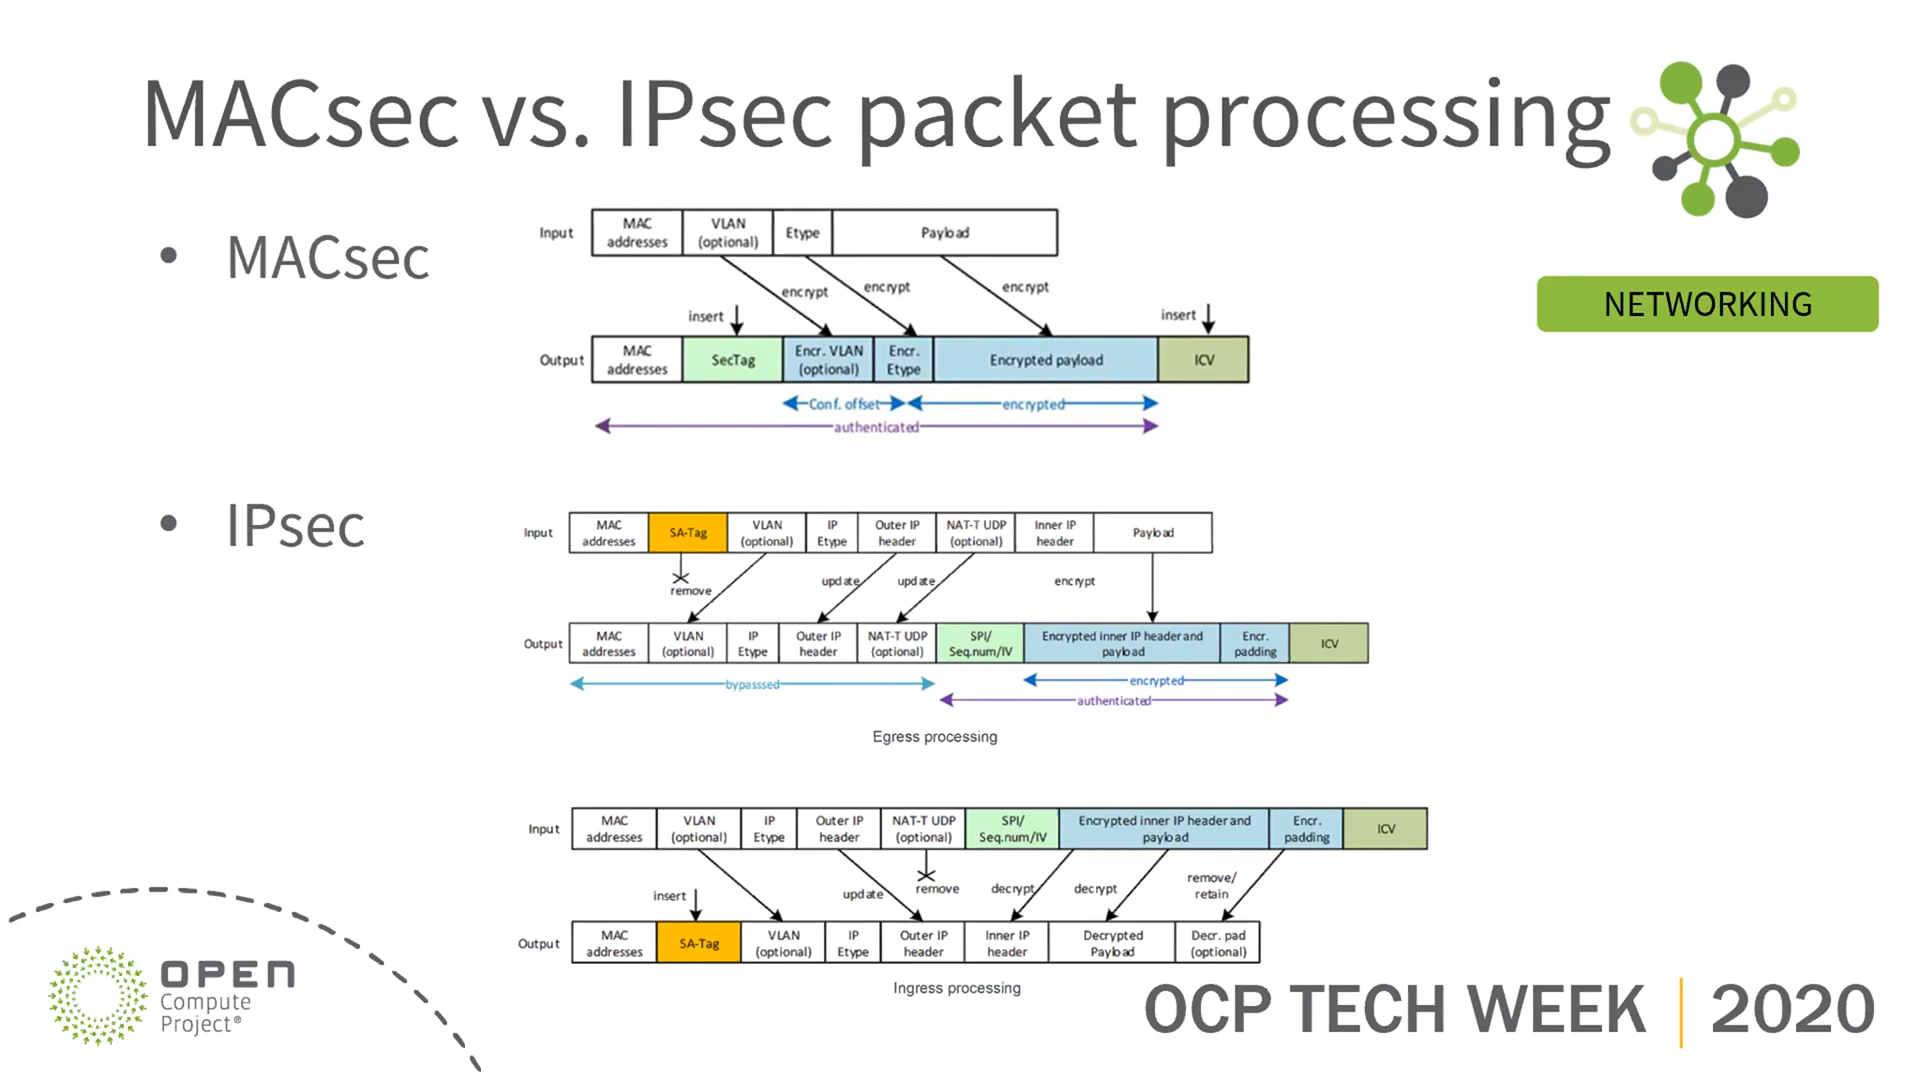 MACsec vs. IPsec packet processing
NETWORKING
• MACsec
Input
MAC addresses
VLAN (optional)
Etype
Payload
encrypt
encrypt
encrypt
insert
insert
Output
MAC addresses
SecTag
Encr. VLAN (optional)
Encr. Etype
Encrypted payload
ICV
Conf. offset
encrypted
authenticated
• IPsec
Input
MAC addresses
SA-Tag
VLAN (optional)
IP Etype
Outer IP header
NAT-T UDP (optional)
Inner IP header
Payload
remove
update
update
encrypt
Output
MAC addresses
VLAN (optional)
IP Etype
Outer IP header
NAT-T UDP (optional)
SPI/ Seq.num/IV
Encrypted inner IP header and payload
Encr. padding
ICV
bypasssed
encrypted
authenticated
Egress processing
Input
MAC addresses
VLAN (optional)
IP Etype
Outer IP header
NAT-T UDP (optional)
SPI/ Seq.num/IV
Encrypted inner IP header and payload
Encr. padding
ICV
insert
update
remove
decrypt
decrypt
remove/ retain
Output
MAC addresses
SA-Tag
VLAN (optional)
IP Etype
Outer IP header
Inner IP header
Decrypted Payload
Decr. pad (optional)
Ingress processing
OPEN
Compute
Project®
OCP TECH WEEK | 2020